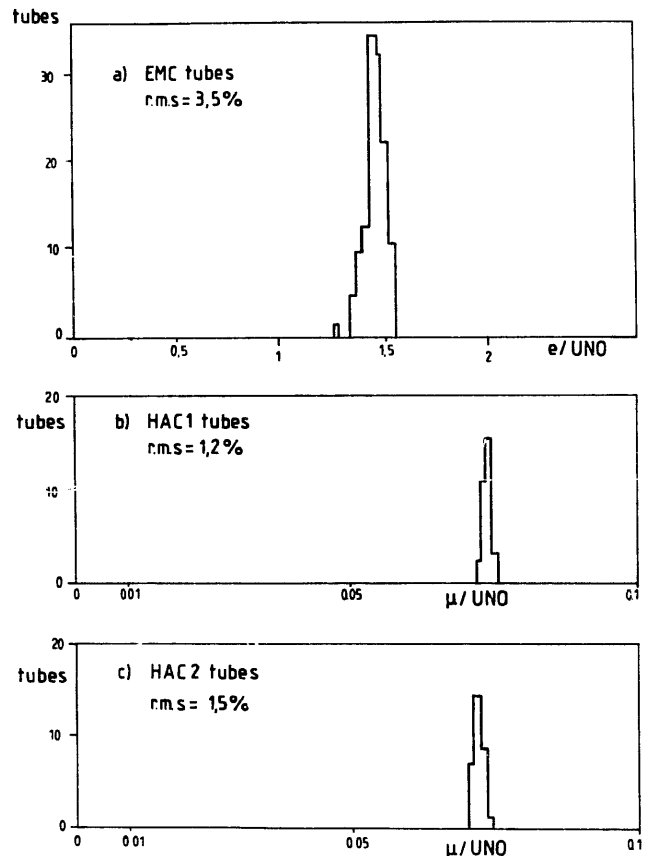 tubes
30
20
10
0
a) EMC tubes
r.m.s = 3,5%
0 0,5 1 1,5 2 e/UNO
20
tubes
10
0
b) HAC1 tubes
r.m.s = 1,2%
0 0.01 0.05 μ/UNO 0.1
20
tubes
10
0
c) HAC2 tubes
r.m.s = 1,5%
0 0.01 0.05 μ/UNO 0.1